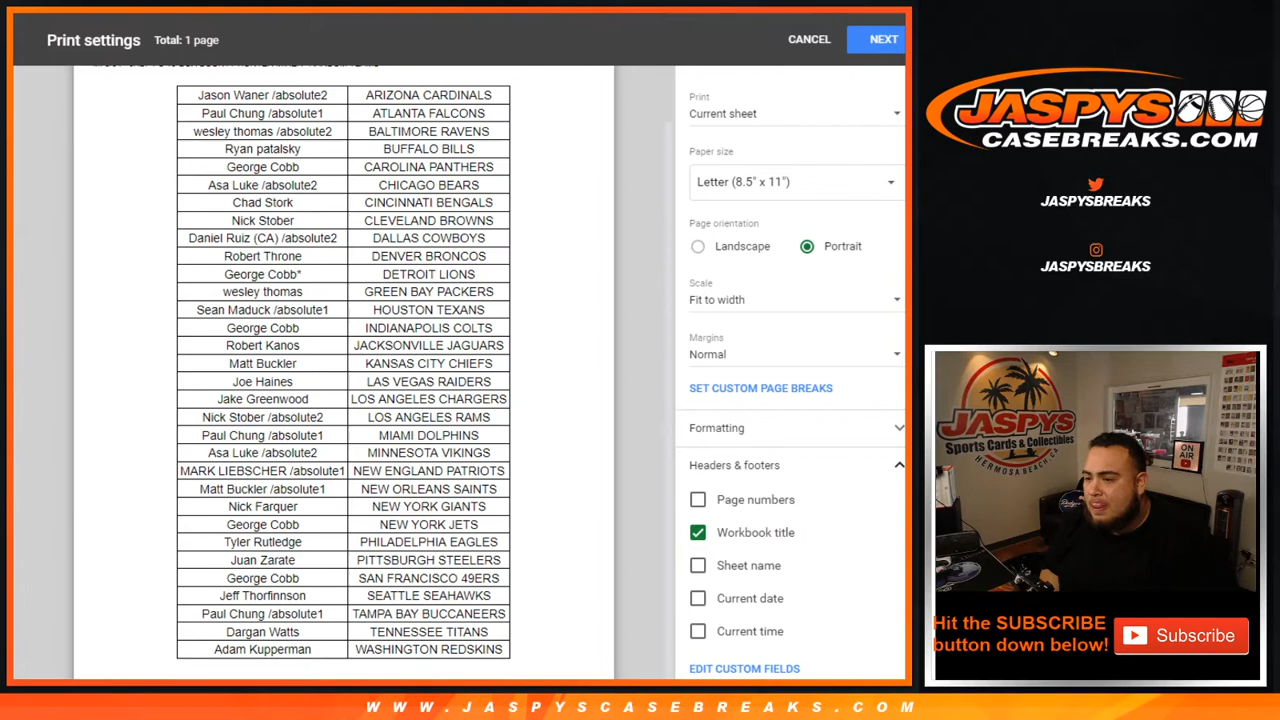 Print settings Total: 1 page CANCEL NEXT
Jason Waner /absolute2 ARIZONA CARDINALS
Paul Chung /absolute1 ATLANTA FALCONS
wesley thomas /absolute2 BALTIMORE RAVENS
Ryan patalsky BUFFALO BILLS
George Cobb CAROLINA PANTHERS
Asa Luke /absolute2 CHICAGO BEARS
Chad Stork CINCINNATI BENGALS
Nick Stober CLEVELAND BROWNS
Daniel Ruiz (CA) /absolute2 DALLAS COWBOYS
Robert Throne DENVER BRONCOS
George Cobb* DETROIT LIONS
wesley thomas GREEN BAY PACKERS
Sean Maduck /absolute1 HOUSTON TEXANS
George Cobb INDIANAPOLIS COLTS
Robert Kanos JACKSONVILLE JAGUARS
Matt Buckler KANSAS CITY CHIEFS
Joe Haines LAS VEGAS RAIDERS
Jake Greenwood LOS ANGELES CHARGERS
Nick Stober /absolute2 LOS ANGELES RAMS
Paul Chung /absolute1 MIAMI DOLPHINS
Asa Luke /absolute2 MINNESOTA VIKINGS
MARK LIEBSCHER /absolute1 NEW ENGLAND PATRIOTS
Matt Buckler /absolute1 NEW ORLEANS SAINTS
Nick Farquer NEW YORK GIANTS
George Cobb NEW YORK JETS
Tyler Rutledge PHILADELPHIA EAGLES
Juan Zarate PITTSBURGH STEELERS
George Cobb SAN FRANCISCO 49ERS
Jeff Thorfinnson SEATTLE SEAHAWKS
Paul Chung /absolute1 TAMPA BAY BUCCANEERS
Dargan Watts TENNESSEE TITANS
Adam Kupperman WASHINGTON REDSKINS
Print
Current sheet
Paper size
Letter (8.5" x 11")
Page orientation
Landscape Portrait
Scale
Fit to width
Margins
Normal
SET CUSTOM PAGE BREAKS
Formatting
Headers & footers
Page numbers
Workbook title
Sheet name
Current date
Current time
EDIT CUSTOM FIELDS
JASPYS
CASEBREAKS.COM
JASPYSBREAKS
JASPYSBREAKS
JASPYS
Sports Cards & Collectibles
HERMOSA BEACH, CA
ON
AIR
Hit the SUBSCRIBE
button down below!
Subscribe
WWW.JASPYSCASEBREAKS.COM